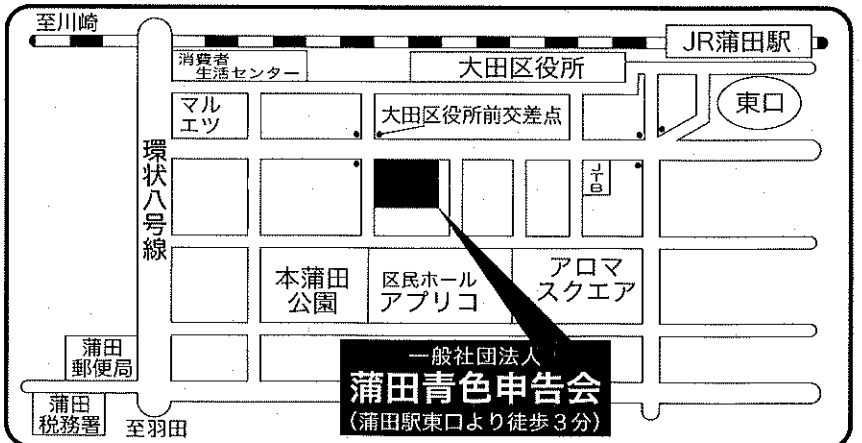 至川崎
JR蒲田駅
消費者
生活センター
大田区役所
東口
マル
エツ
大田区役所前交差点
環状八号線
JTB
本蒲田
公園
区民ホール
アプリコ
アロマ
スクエア
蒲田
郵便局
一般社団法人
蒲田青色申告会
(蒲田駅東口より徒歩3分)
蒲田
税務署
至羽田